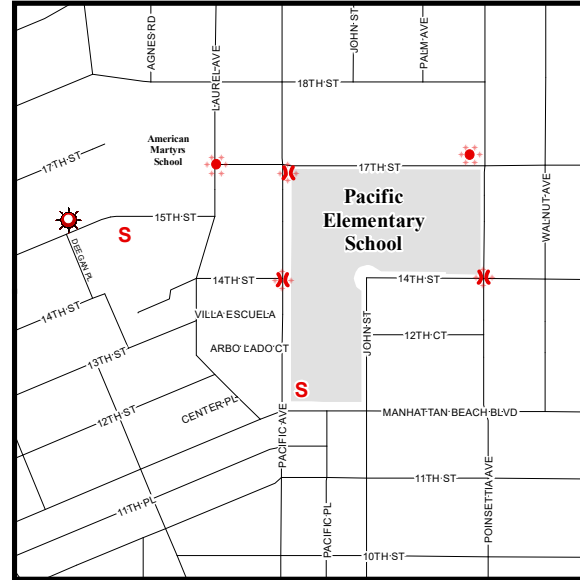 AGNES RD
JOHN ST
PALM AVE
LAUREL AVE
18TH ST
American
Martyrs
School
17TH ST
17TH ST
Pacific
Elementary
School
WALNUT AVE
15TH ST
S
DEEGAN PL
14TH ST
14TH ST
14TH ST
VILLA ESCUELA
JOHN ST
12TH CT
ARBOLADO CT
13TH ST
S
CENTER PL
MANHATTAN BEACH BLVD
12TH ST
PACIFIC AVE
POINSETTIA AVE
11TH ST
11TH PL
PACIFIC PL
10TH ST